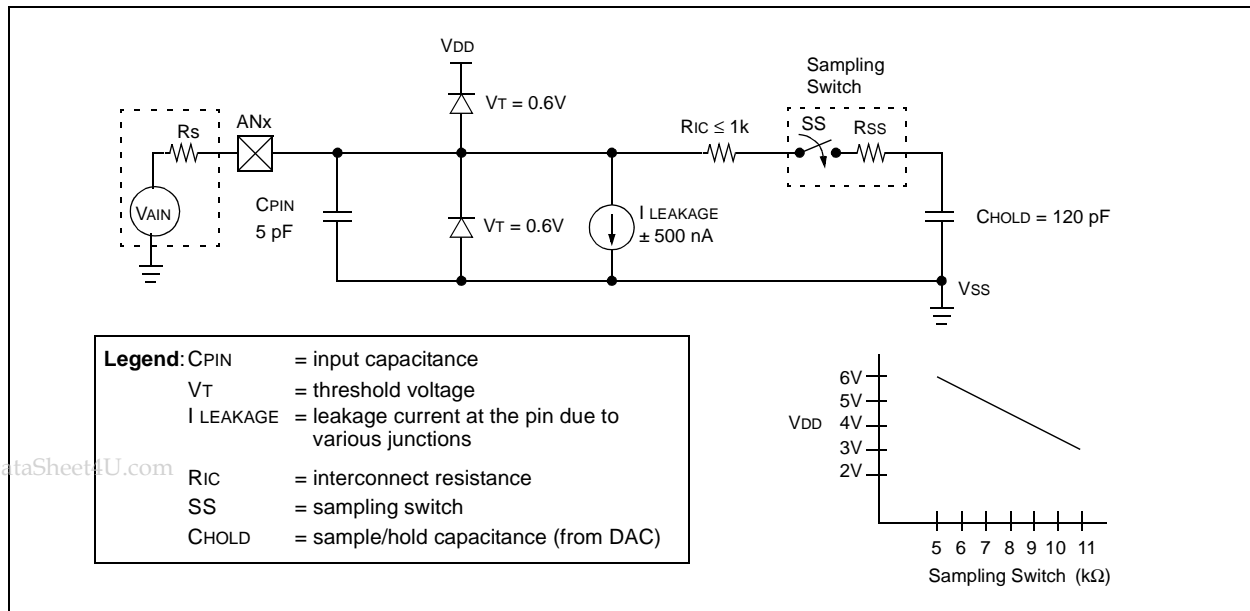 VDD
Sampling
Switch
VT = 0.6V
RS
ANx
RIC ≤ 1k
SS
RSS
VAIN
CPIN
5 pF
VT = 0.6V
I LEAKAGE
± 500 nA
CHOLD = 120 pF
VSS
Legend: CPIN = input capacitance
VT = threshold voltage
I LEAKAGE = leakage current at the pin due to
various junctions
RIC = interconnect resistance
SS = sampling switch
CHOLD = sample/hold capacitance (from DAC)
ataSheet4U.com
6V
5V
VDD
4V
3V
2V
5 6 7 8 9 10 11
Sampling Switch (kΩ)